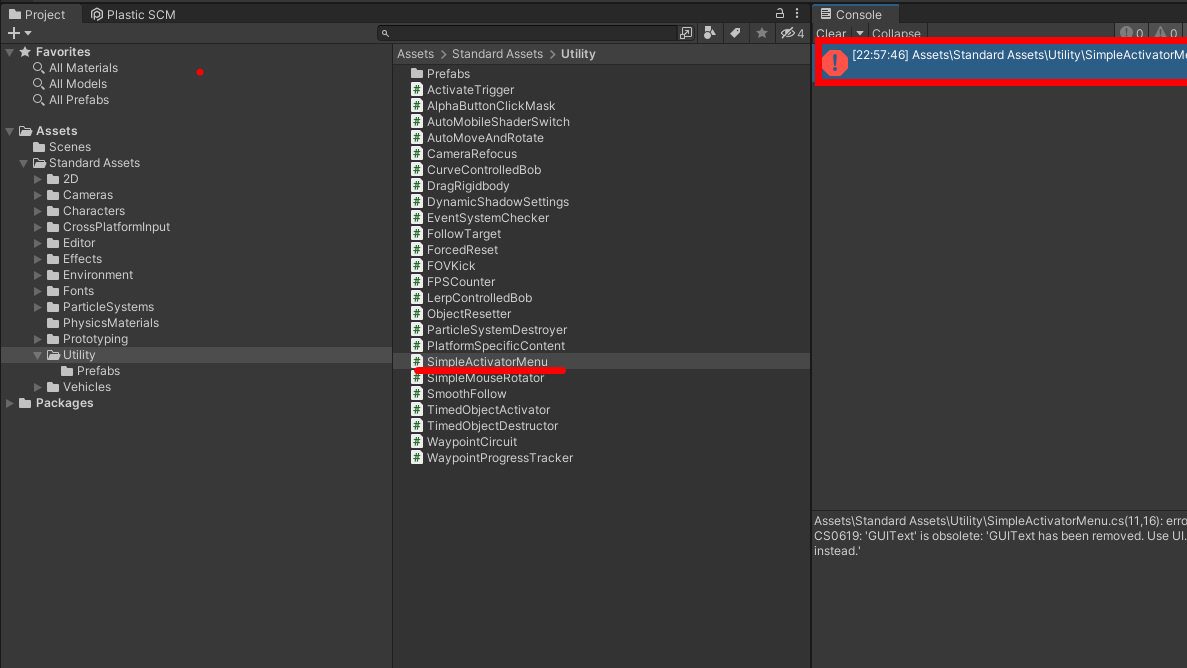 Project
Plastic SCM
Console
4
Clear
Collapse
0
0
Favorites
All Materials
All Models
All Prefabs
Assets
Scenes
Standard Assets
2D
Cameras
Characters
CrossPlatformInput
Editor
Effects
Environment
Fonts
ParticleSystems
PhysicsMaterials
Prototyping
Utility
Prefabs
Vehicles
Packages
Assets > Standard Assets > Utility
Prefabs
ActivateTrigger
AlphaButtonClickMask
AutoMobileShaderSwitch
AutoMoveAndRotate
CameraRefocus
CurveControlledBob
DragRigidbody
DynamicShadowSettings
EventSystemChecker
FollowTarget
ForcedReset
FOVKick
FPSCounter
LerpControlledBob
ObjectResetter
ParticleSystemDestroyer
PlatformSpecificContent
SimpleActivatorMenu
SimpleMouseRotator
SmoothFollow
TimedObjectActivator
TimedObjectDestructor
WaypointCircuit
WaypointProgressTracker
[22:57:46] Assets\Standard Assets\Utility\SimpleActivatorMe
Assets\Standard Assets\Utility\SimpleActivatorMenu.cs(11,16): erro
CS0619: 'GUIText' is obsolete: 'GUIText has been removed. Use UI.
instead.'